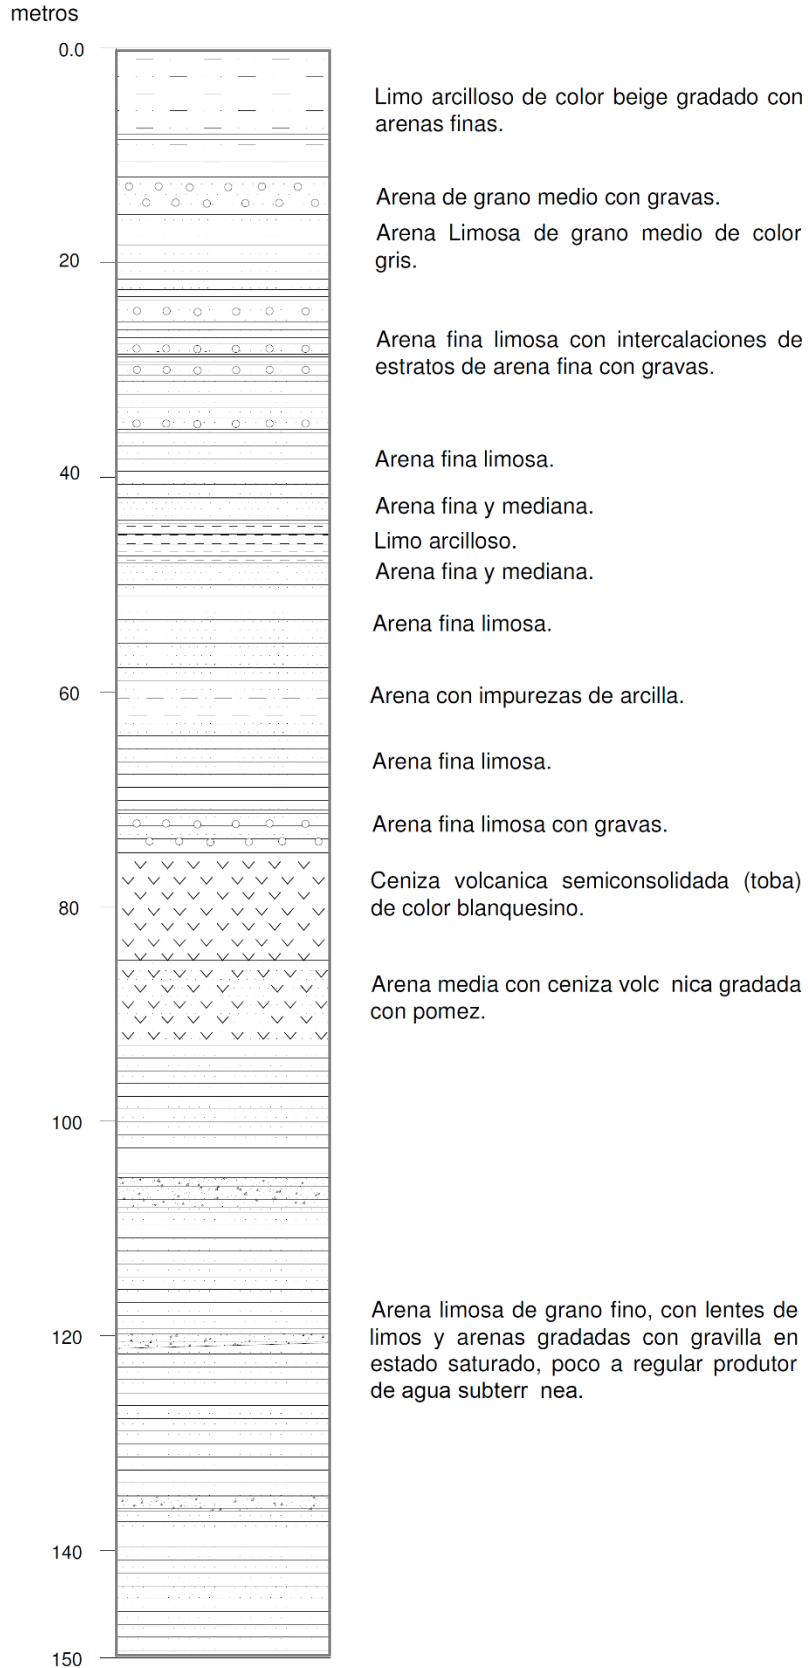 metros
0.0
Limo arcilloso de color beige gradado con
arenas finas.
Arena de grano medio con gravas.
Arena Limosa de grano medio de color
gris.
20
Arena fina limosa con intercalaciones de
estratos de arena fina con gravas.
Arena fina limosa.
40
Arena fina y mediana.
Limo arcilloso.
Arena fina y mediana.
Arena fina limosa.
60
Arena con impurezas de arcilla.
Arena fina limosa.
Arena fina limosa con gravas.
Ceniza volcanica semiconsolidada (toba)
de color blanquesino.
80
Arena media con ceniza volc nica gradada
con pomez.
100
Arena limosa de grano fino, con lentes de
limos y arenas gradadas con gravilla en
estado saturado, poco a regular produtor
de agua subterr nea.
120
140
150